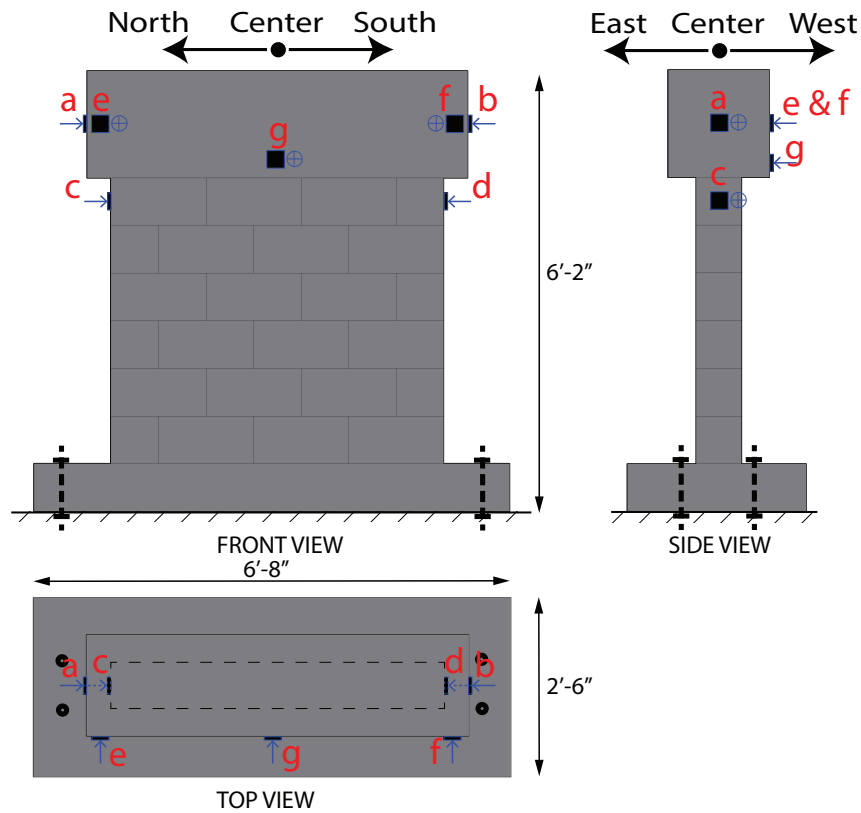 North Center South
East Center West
a e f b
g
c d
a e & f
g
c
6’-2”
FRONT VIEW
SIDE VIEW
6’-8”
a c d b
2’-6”
e g f
TOP VIEW